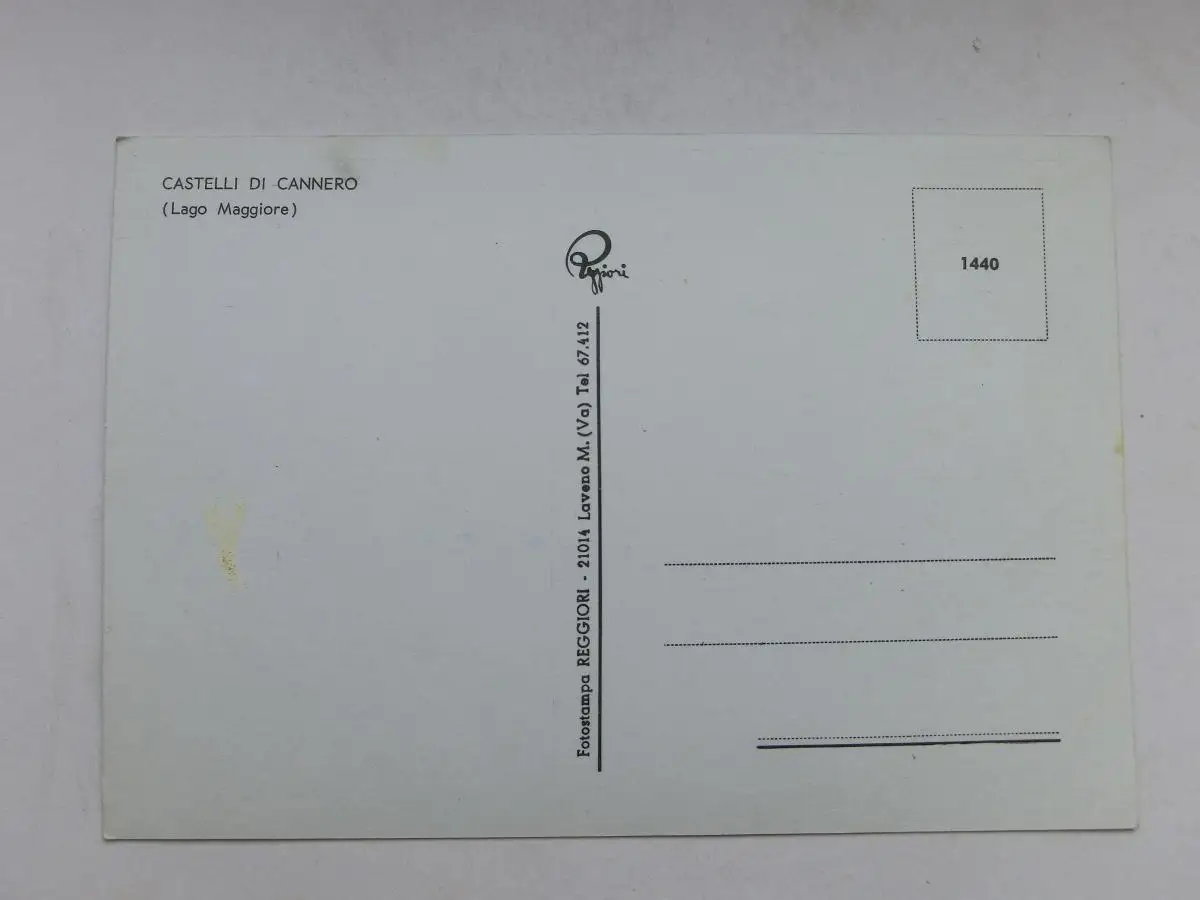 CASTELLI DI CANNERO
(Lago Maggiore)
Reggiori
1440
Fotostampa REGGIORI - 21014 Laveno M. (Va) Tel 67.412